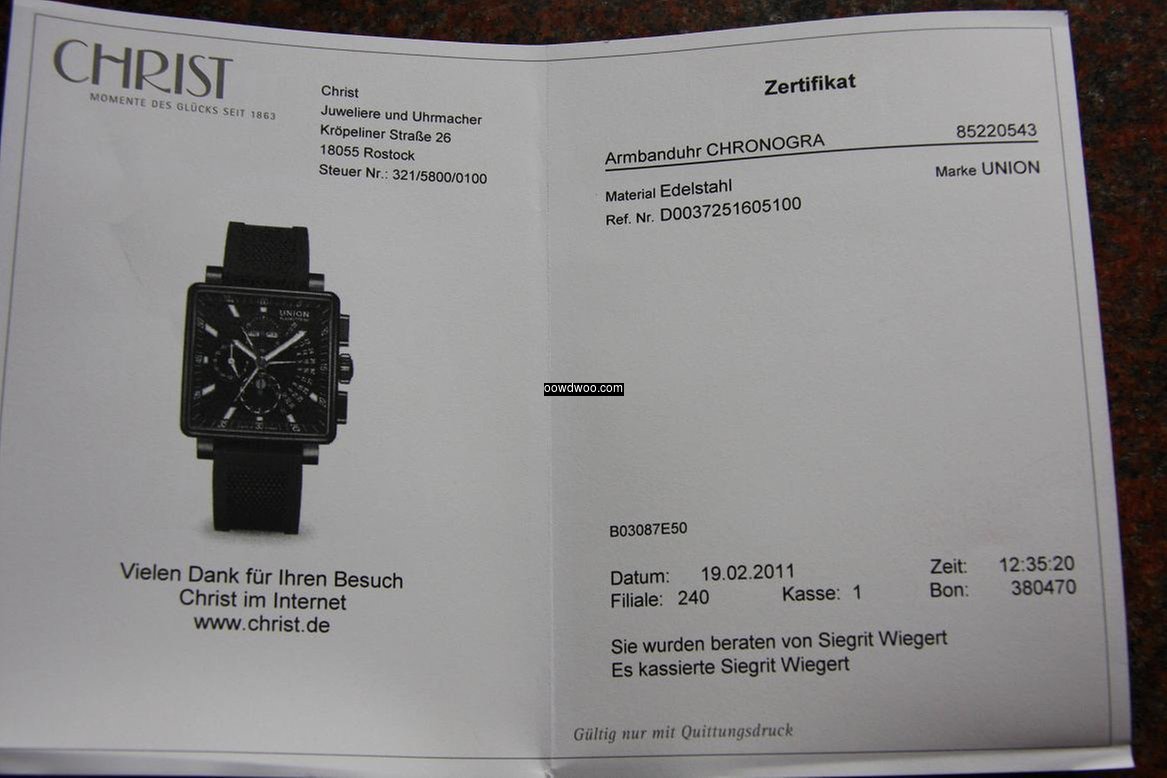 CHRIST
MOMENTE DES GLÜCKS SEIT 1863
Christ
Juweliere und Uhrmacher
Kröpeliner Straße 26
18055 Rostock
Steuer Nr.: 321/5800/0100
UNION
Vielen Dank für Ihren Besuch
Christ im Internet
www.christ.de
Zertifikat
Armbanduhr CHRONOGRA 85220543
Material Edelstahl Marke UNION
Ref. Nr. D0037251605100
oowdwoo.com
B03087E50
Datum: 19.02.2011 Zeit: 12:35:20
Filiale: 240 Kasse: 1 Bon: 380470
Sie wurden beraten von Siegrit Wiegert
Es kassierte Siegrit Wiegert
Gültig nur mit Quittungsdruck